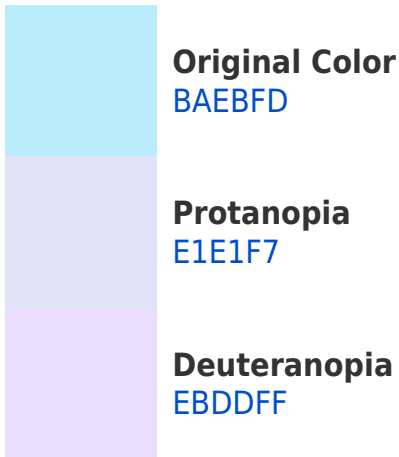 Original Color
BAEBFD
Protanopia
E1E1F7
Deuteranopia
EBDDFF